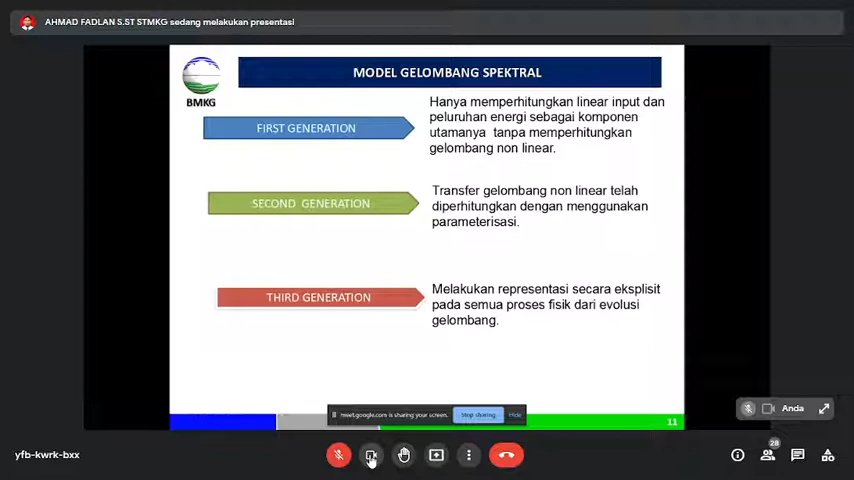 AHMAD FADLAN S.ST STMKG sedang melakukan presentasi
MODEL GELOMBANG SPEKTRAL
BMKG
FIRST GENERATION
Hanya memperhitungkan linear input dan
peluruhan energi sebagai komponen
utamanya tanpa memperhitungkan
gelombang non linear.
SECOND GENERATION
Transfer gelombang non linear telah
diperhitungkan dengan menggunakan
parameterisasi.
THIRD GENERATION
Melakukan representasi secara eksplisit
pada semua proses fisik dari evolusi
gelombang.
meet.google.com is sharing your screen.
Stop sharing
Hide
11
Anda
yfb-kwrk-bxx
28